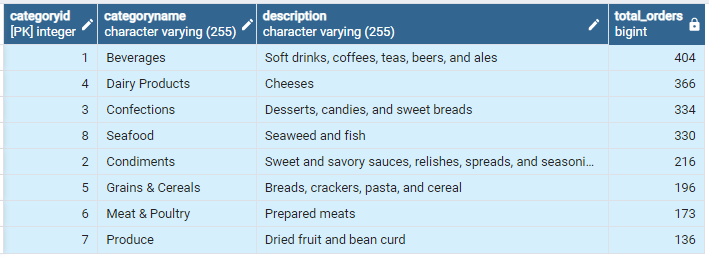 categoryid categoryname description total_orders
[PK] integer character varying (255) character varying (255) bigint
1 Beverages Soft drinks, coffees, teas, beers, and ales 404
4 Dairy Products Cheeses 366
3 Confections Desserts, candies, and sweet breads 334
8 Seafood Seaweed and fish 330
2 Condiments Sweet and savory sauces, relishes, spreads, and seasoni... 216
5 Grains & Cereals Breads, crackers, pasta, and cereal 196
6 Meat & Poultry Prepared meats 173
7 Produce Dried fruit and bean curd 136